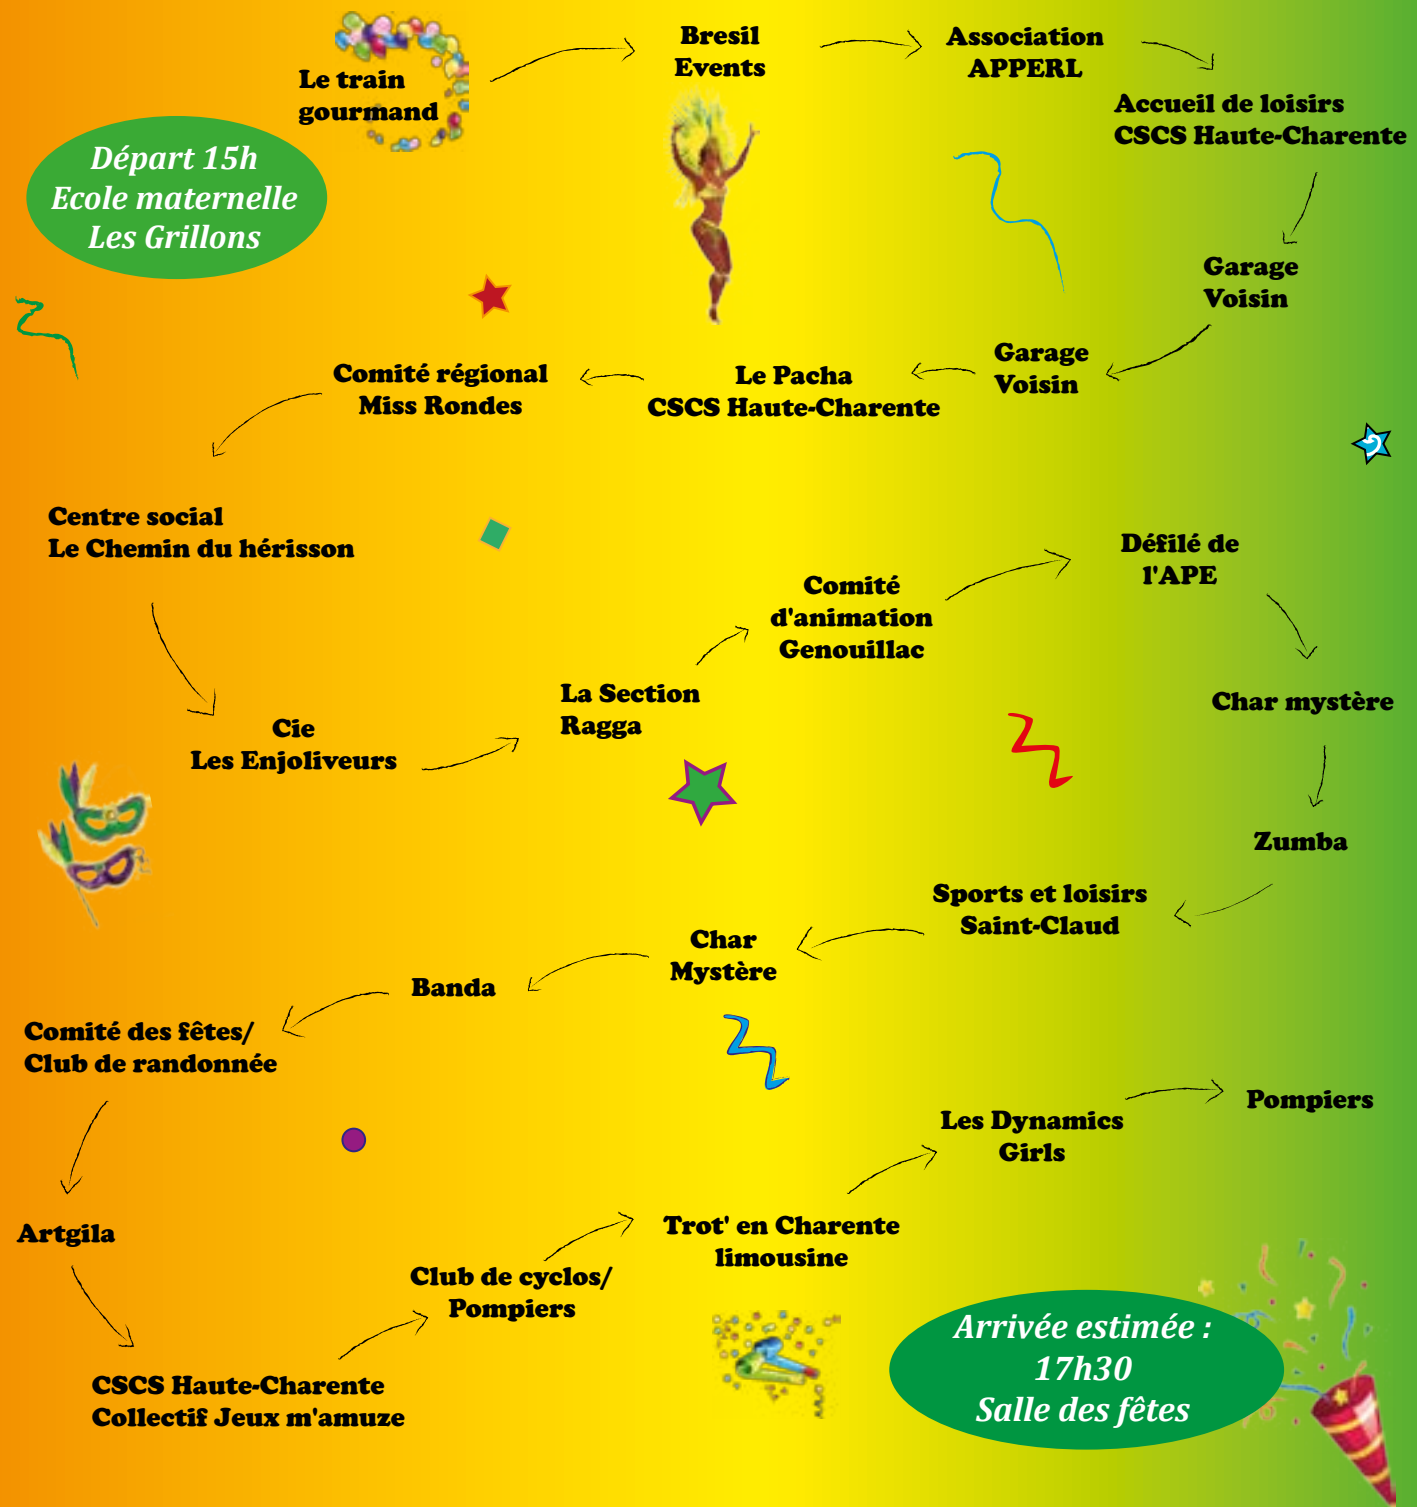 Le train
gourmand
Bresil
Events
Association
APPERL
Accueil de loisirs
CSCS Haute-Charente
Départ 15h
Ecole maternelle
Les Grillons
Garage
Voisin
Garage
Voisin
Le Pacha
CSCS Haute-Charente
Comité régional
Miss Rondes
Centre social
Le Chemin du hérisson
Cie
Les Enjoliveurs
La Section
Ragga
Comité
d'animation
Genouillac
Défilé de
l'APE
Char mystère
Zumba
Sports et loisirs
Saint-Claud
Char
Mystère
Banda
Comité des fêtes/
Club de randonnée
Artgila
CSCS Haute-Charente
Collectif Jeux m'amuze
Club de cyclos/
Pompiers
Trot' en Charente
limousine
Les Dynamics
Girls
Pompiers
Arrivée estimée :
17h30
Salle des fêtes